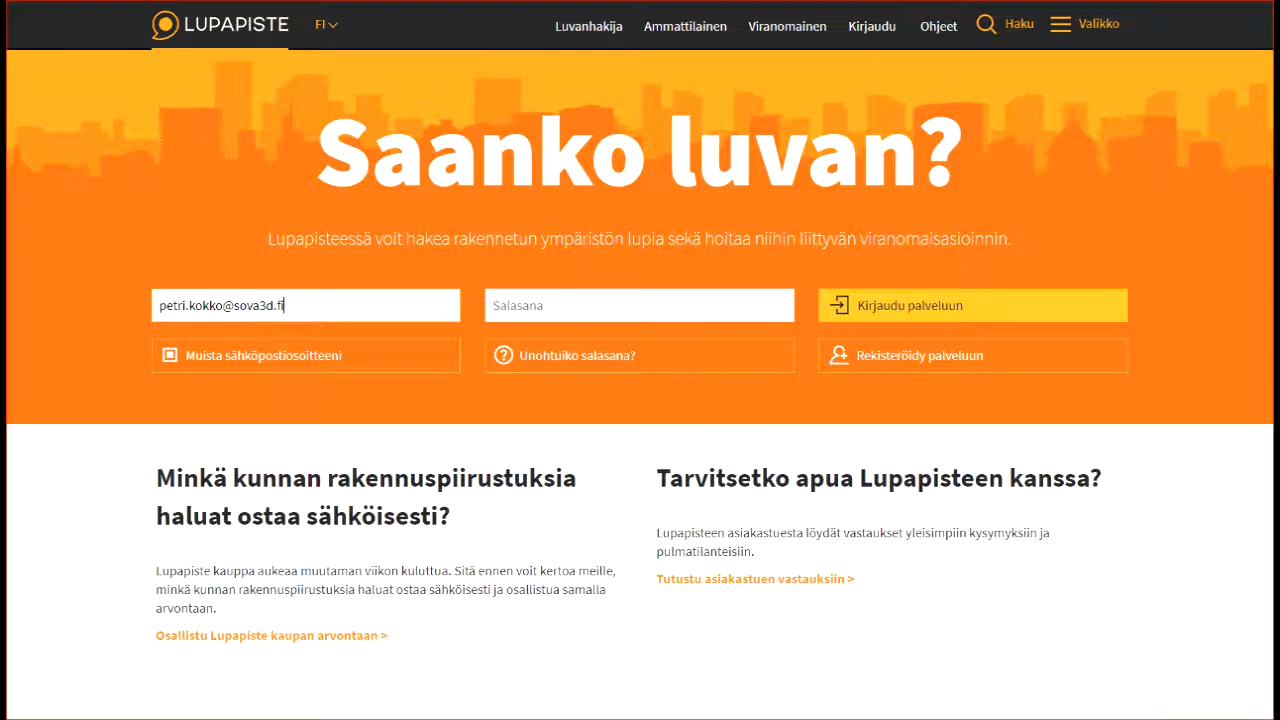 LUPAPISTE
FI
Luvanhakija
Ammattilainen
Viranomainen
Kirjaudu
Ohjeet
Haku
Valikko
Saanko luvan?
Lupapisteessä voit hakea rakennetun ympäristön lupia sekä hoitaa niihin liittyvän viranomaisasioinnin.
petri.kokko@sova3d.fi
Salasana
Kirjaudu palveluun
Muista sähköpostiosoitteeni
Unohtuiko salasana?
Rekisteröidy palveluun
Minkä kunnan rakennuspiirustuksia
haluat ostaa sähköisesti?
Lupapiste kauppa aukeaa muutaman viikon kuluttua. Sitä ennen voit kertoa meille,
minkä kunnan rakennuspiirustuksia haluat ostaa sähköisesti ja osallistua samalla
arvontaan.
Osallistu Lupapiste kaupan arvontaan >
Tarvitsetko apua Lupapisteen kanssa?
Lupapisteen asiakastuesta löydät vastaukset yleisimpiin kysymyksiin ja
pulmatilanteisiin.
Tutustu asiakastuen vastauksiin >